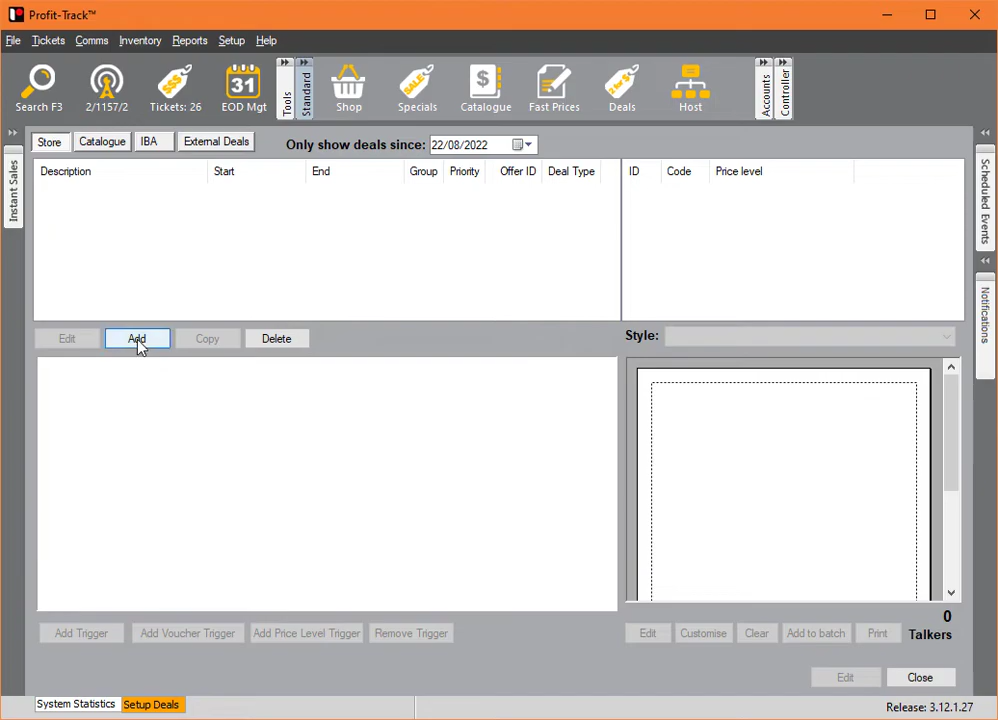 Profit-Track™
File Tickets Comms Inventory Reports Setup Help
Search F3
2/1157/2
Tickets: 26
31
EOD Mgt
Tools
Standard
Shop
SALE
Specials
$
Catalogue
Fast Prices
2 for $
Deals
Host
Accounts
Controller
Instant Sales
Store Catalogue IBA External Deals
Only show deals since: 22/08/2022
Description Start End Group Priority Offer ID Deal Type
ID Code Price level
Scheduled Events
Notifications
Edit Add Copy Delete
Style:
Add Trigger Add Voucher Trigger Add Price Level Trigger Remove Trigger
Edit Customise Clear Add to batch Print
0
Talkers
Edit Close
System Statistics Setup Deals
Release: 3.12.1.27